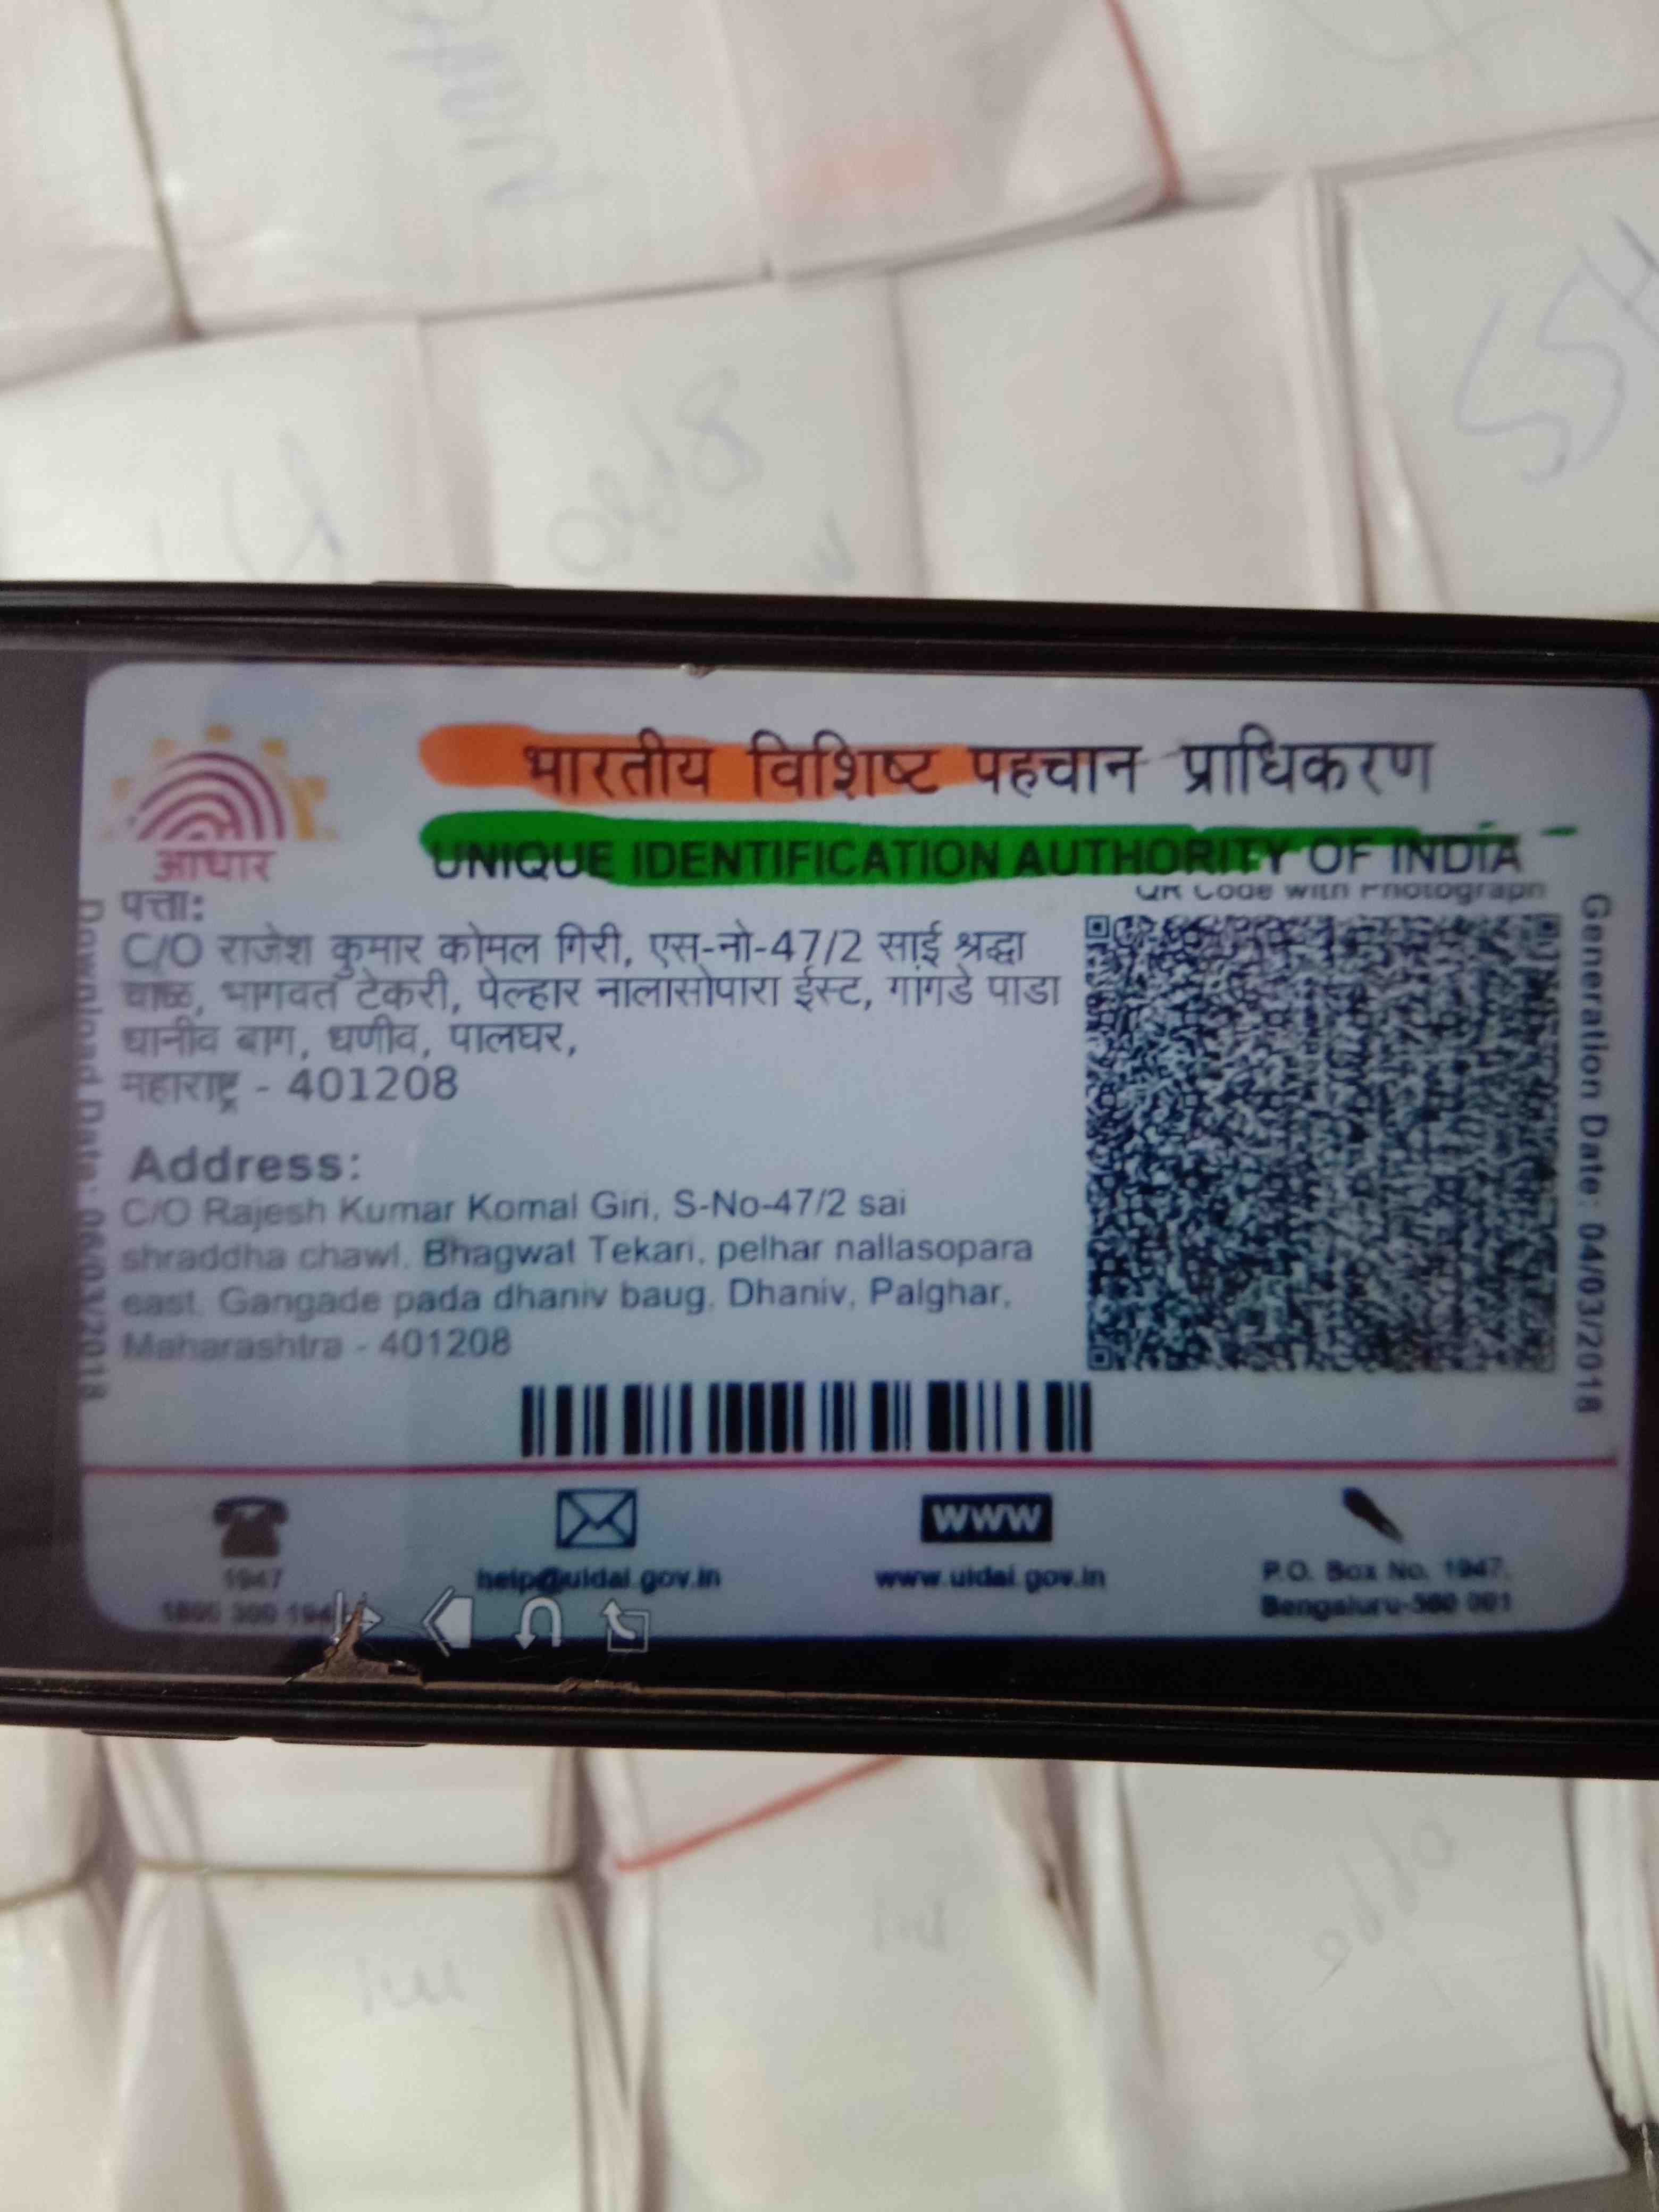 भारतीय विशिष्ट पहचान प्राधिकरण
UNIQUE IDENTIFICATION AUTHORITY OF INDIA
आधार
QR Code with Photograph
पत्ता:
C/O राजेश कुमार कोमल गिरी, एस-नो-47/2 साई श्रद्धा
चाळ, भागवत टेकरी, पेल्हार नालासोपारा ईस्ट, गांगडे पाडा
धानीव बाग, धणीव, पालघर,
महाराष्ट्र - 401208
Address:
C/O Rajesh Kumar Komal Giri, S-No-47/2 sai
shraddha chawl, Bhagwat Tekari, pelhar nallasopara
east, Gangade pada dhaniv baug, Dhaniv, Palghar,
Maharashtra - 401208
Download Date: 06/03/2018
Generation Date: 04/03/2018
1947
1800 300 194
help@uidai.gov.in
WWW
www.uidai.gov.in
P.O. Box No. 1947,
Bengaluru-560 001